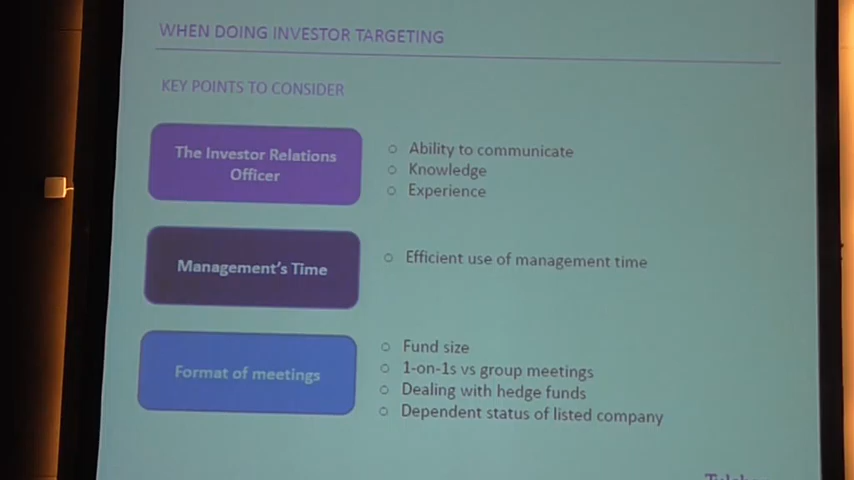 WHEN DOING INVESTOR TARGETING
KEY POINTS TO CONSIDER
The Investor Relations
Officer
○ Ability to communicate
○ Knowledge
○ Experience
Management's Time
○ Efficient use of management time
Format of meetings
○ Fund size
○ 1-on-1s vs group meetings
○ Dealing with hedge funds
○ Dependent status of listed company